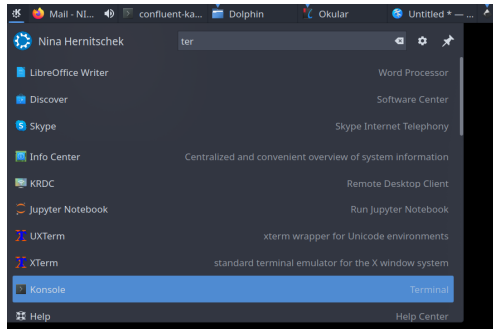 Mail - NI... confluent-ka... Dolphin Okular Untitled * — ...
Nina Hernitschek ter
LibreOffice Writer Word Processor
Discover Software Center
Skype Skype Internet Telephony
Info Center Centralized and convenient overview of system information
KRDC Remote Desktop Client
Jupyter Notebook Run Jupyter Notebook
UXTerm xterm wrapper for Unicode environments
XTerm standard terminal emulator for the X window system
Konsole Terminal
Help Help Center